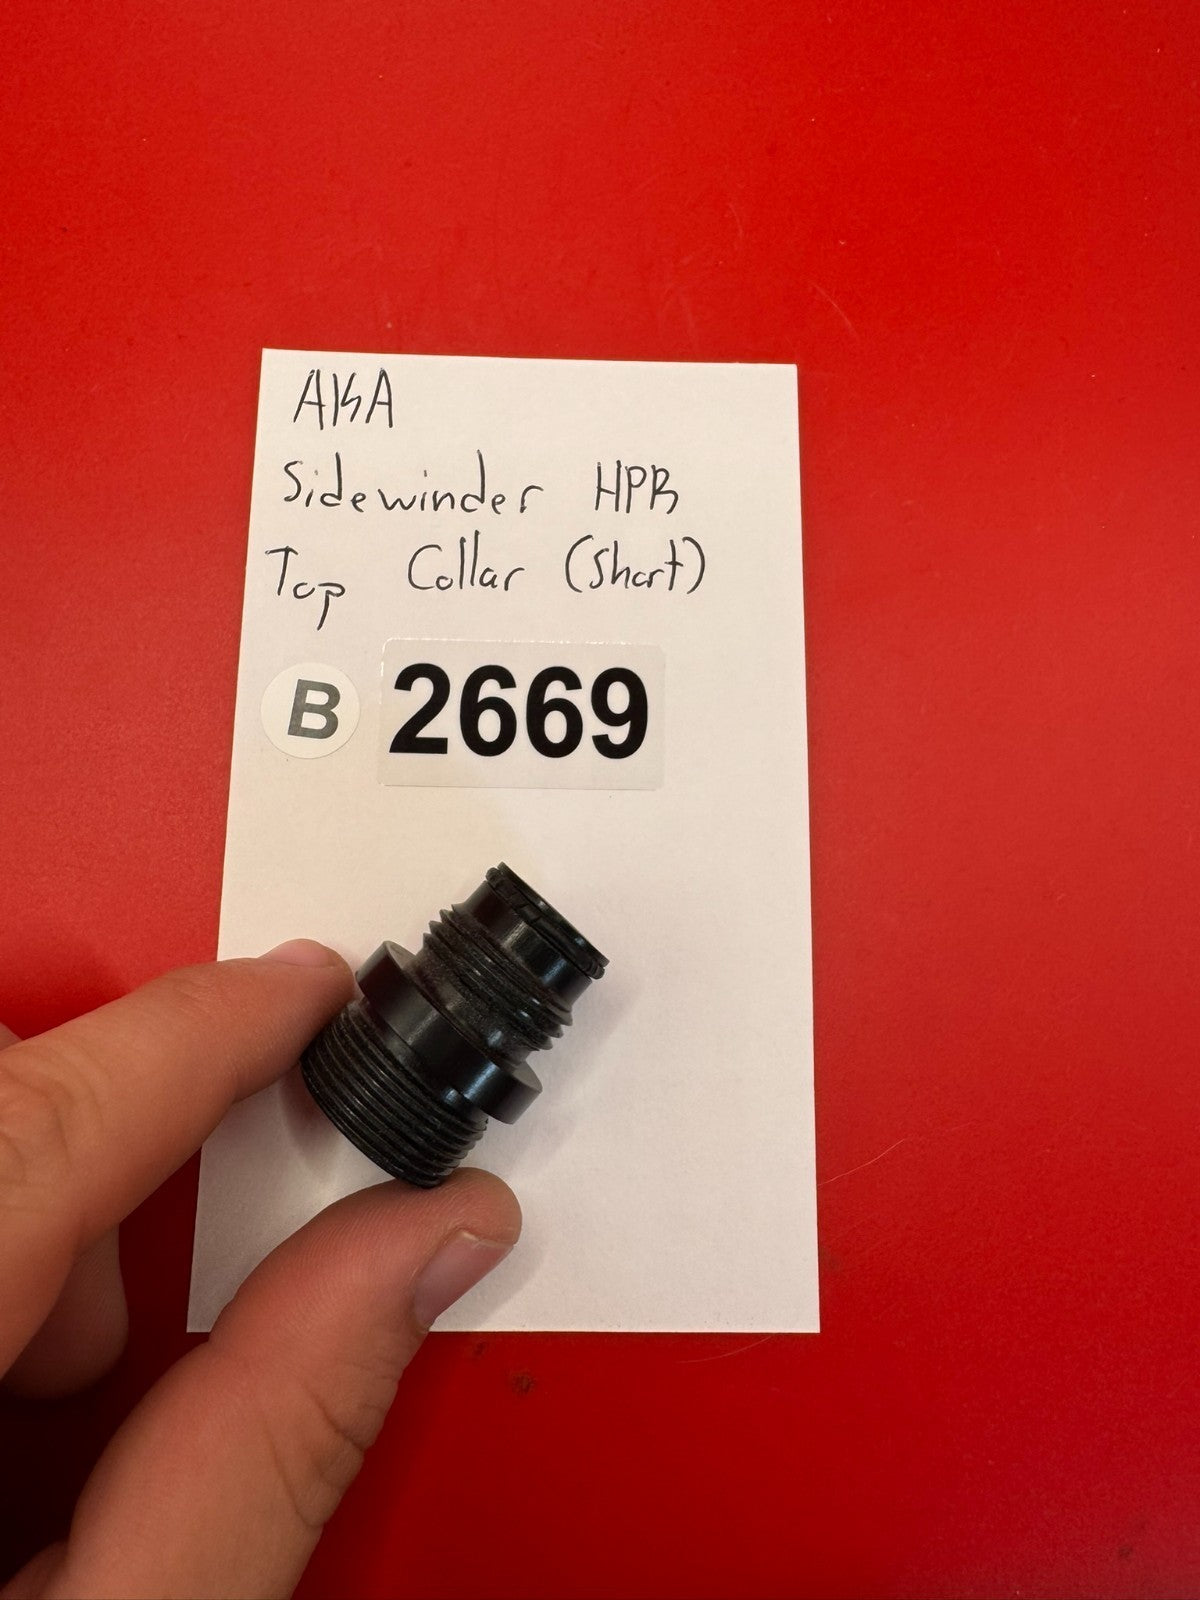 AKA
Sidewinder HPR
Top Collar (Short)
B 2669